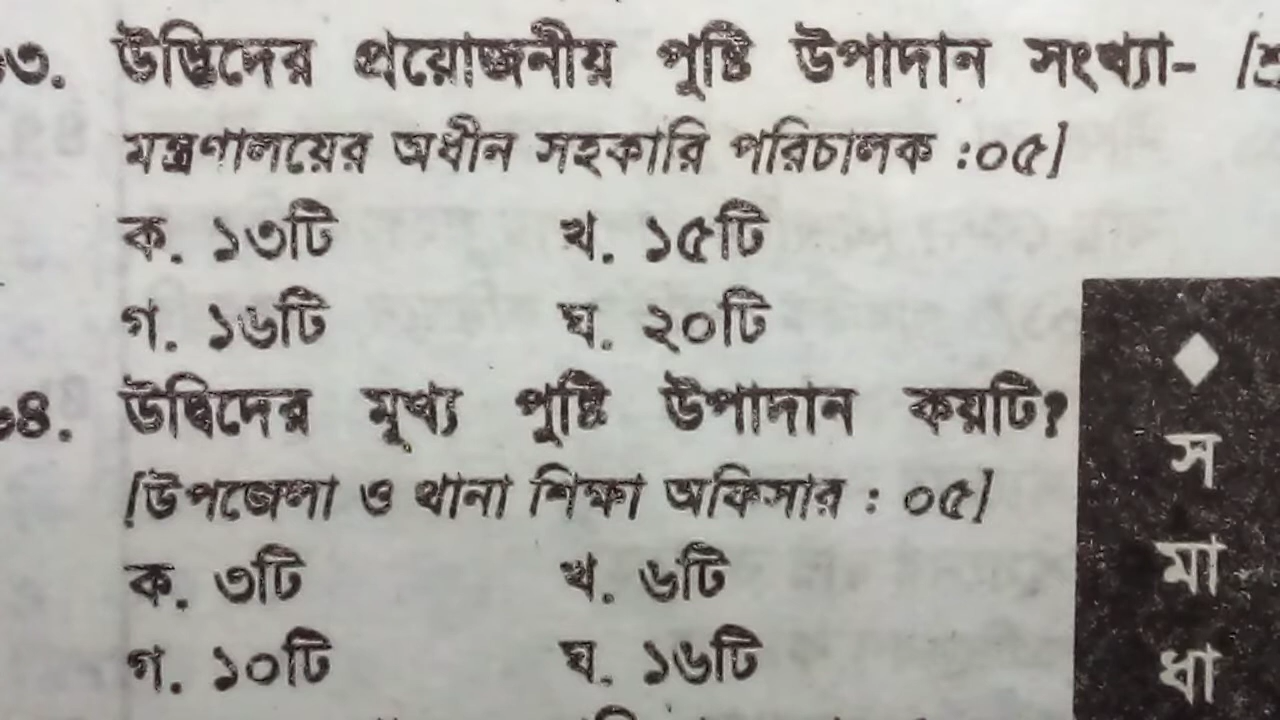 ৩. উদ্ভিদের প্রয়োজনীয় পুষ্টি উপাদান সংখ্যা- [শ্র
মন্ত্রণালয়ের অধীন সহকারি পরিচালক :০৫]
ক. ১৩টি খ. ১৫টি
গ. ১৬টি ঘ. ২০টি
৩৪. উদ্ভিদের মূখ্য পুষ্টি উপাদান কয়টি?
[উপজেলা ও থানা শিক্ষা অফিসার : ০৫]
ক. ৩টি খ. ৬টি
গ. ১০টি ঘ. ১৬টি
স
মা
ধা